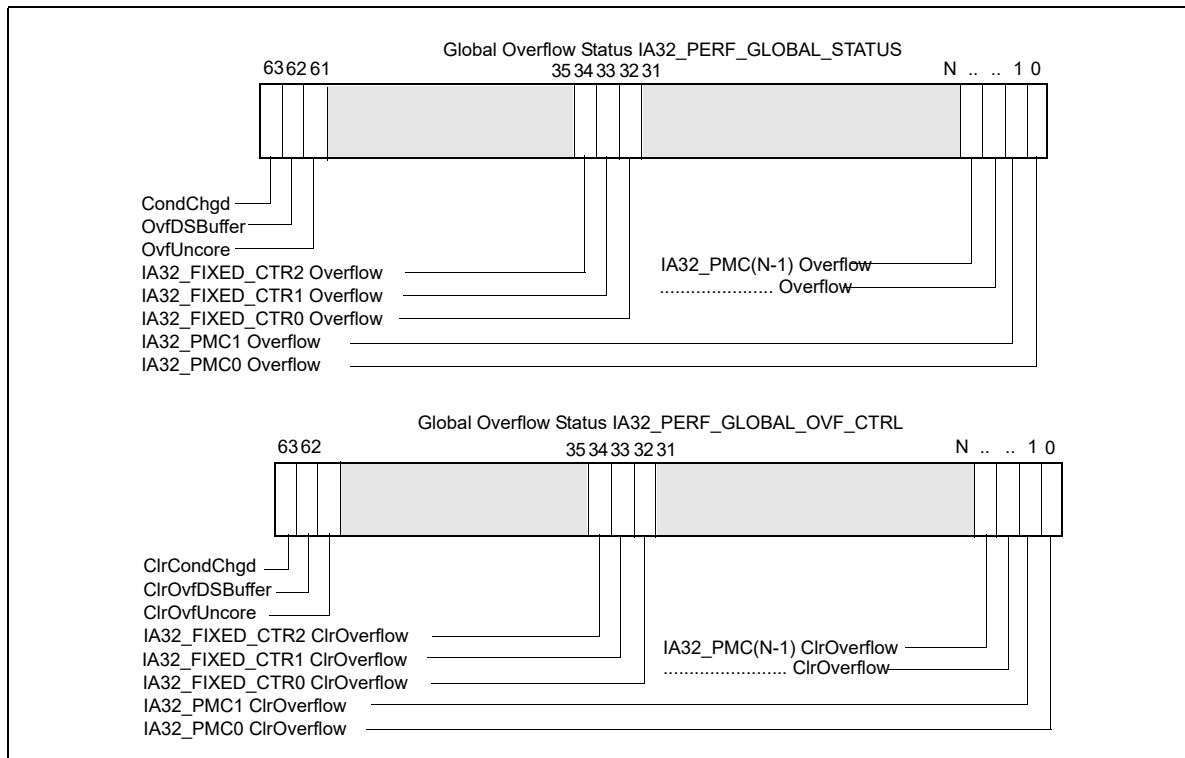 Global Overflow Status IA32_PERF_GLOBAL_STATUS
63 62 61 35 34 33 32 31 N .. .. 1 0
CondChgd
OvfDSBuffer
OvfUncore
IA32_FIXED_CTR2 Overflow
IA32_FIXED_CTR1 Overflow
IA32_FIXED_CTR0 Overflow
IA32_PMC1 Overflow
IA32_PMC0 Overflow
IA32_PMC(N-1) Overflow
...................... Overflow
Global Overflow Status IA32_PERF_GLOBAL_OVF_CTRL
63 62 35 34 33 32 31 N .. .. 1 0
ClrCondChgd
ClrOvfDSBuffer
ClrOvfUncore
IA32_FIXED_CTR2 ClrOverflow
IA32_FIXED_CTR1 ClrOverflow
IA32_FIXED_CTR0 ClrOverflow
IA32_PMC1 ClrOverflow
IA32_PMC0 ClrOverflow
IA32_PMC(N-1) ClrOverflow
........................ ClrOverflow